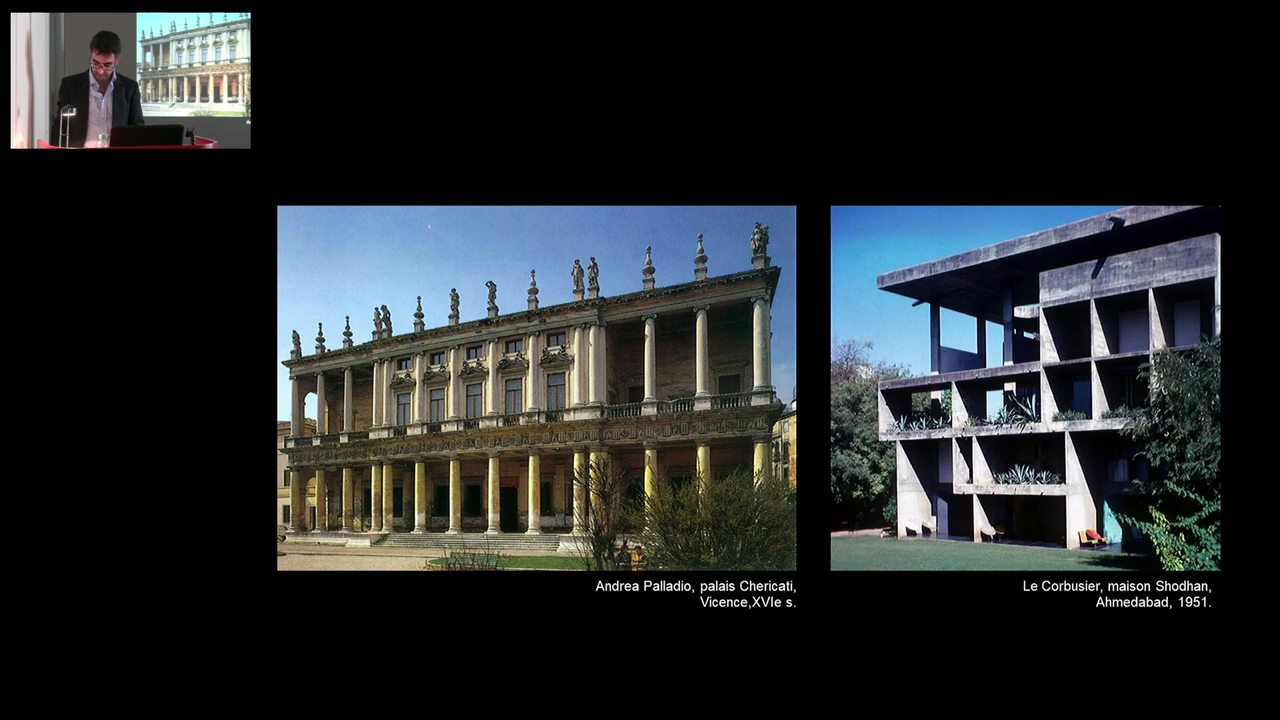 Andrea Palladio, palais Chericati,
Vicence,XVIe s.
Le Corbusier, maison Shodhan,
Ahmedabad, 1951.